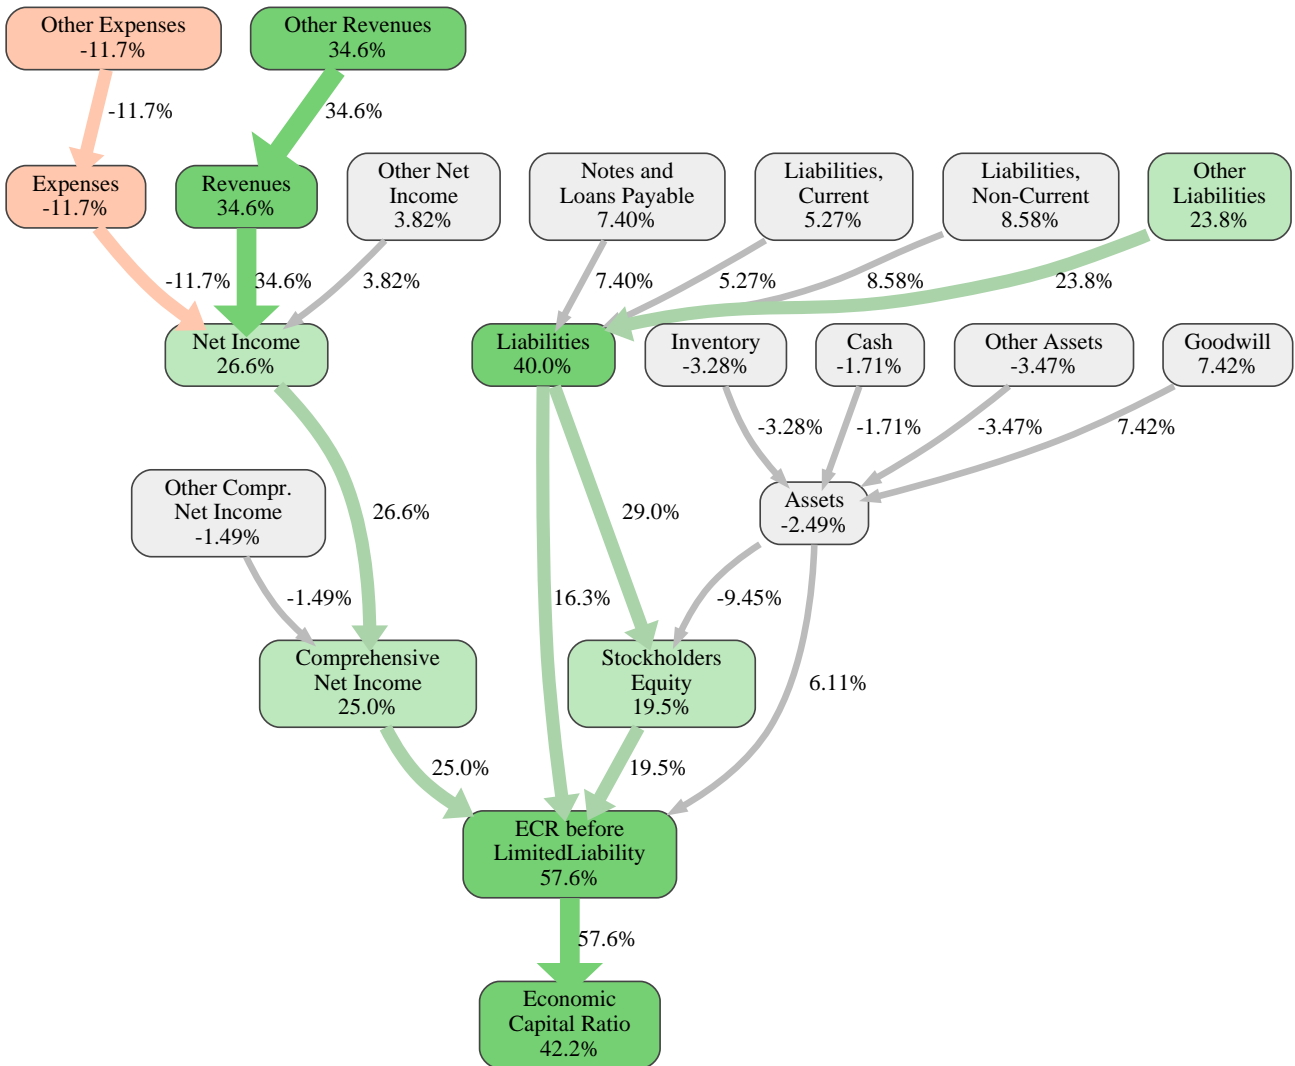 Other Expenses
-11.7%
Other Revenues
34.6%
-11.7%
34.6%
Expenses
-11.7%
Revenues
34.6%
Other Net
Income
3.82%
Notes and
Loans Payable
7.40%
Liabilities,
Current
5.27%
Liabilities,
Non-Current
8.58%
Other
Liabilities
23.8%
-11.7%
34.6%
3.82%
7.40%
5.27%
8.58%
23.8%
Net Income
26.6%
Liabilities
40.0%
Inventory
-3.28%
Cash
-1.71%
Other Assets
-3.47%
Goodwill
7.42%
-3.28%
-1.71%
-3.47%
7.42%
Other Compr.
Net Income
-1.49%
26.6%
29.0%
Assets
-2.49%
-1.49%
16.3%
-9.45%
Comprehensive
Net Income
25.0%
Stockholders
Equity
19.5%
6.11%
25.0%
19.5%
ECR before
LimitedLiability
57.6%
57.6%
Economic
Capital Ratio
42.2%